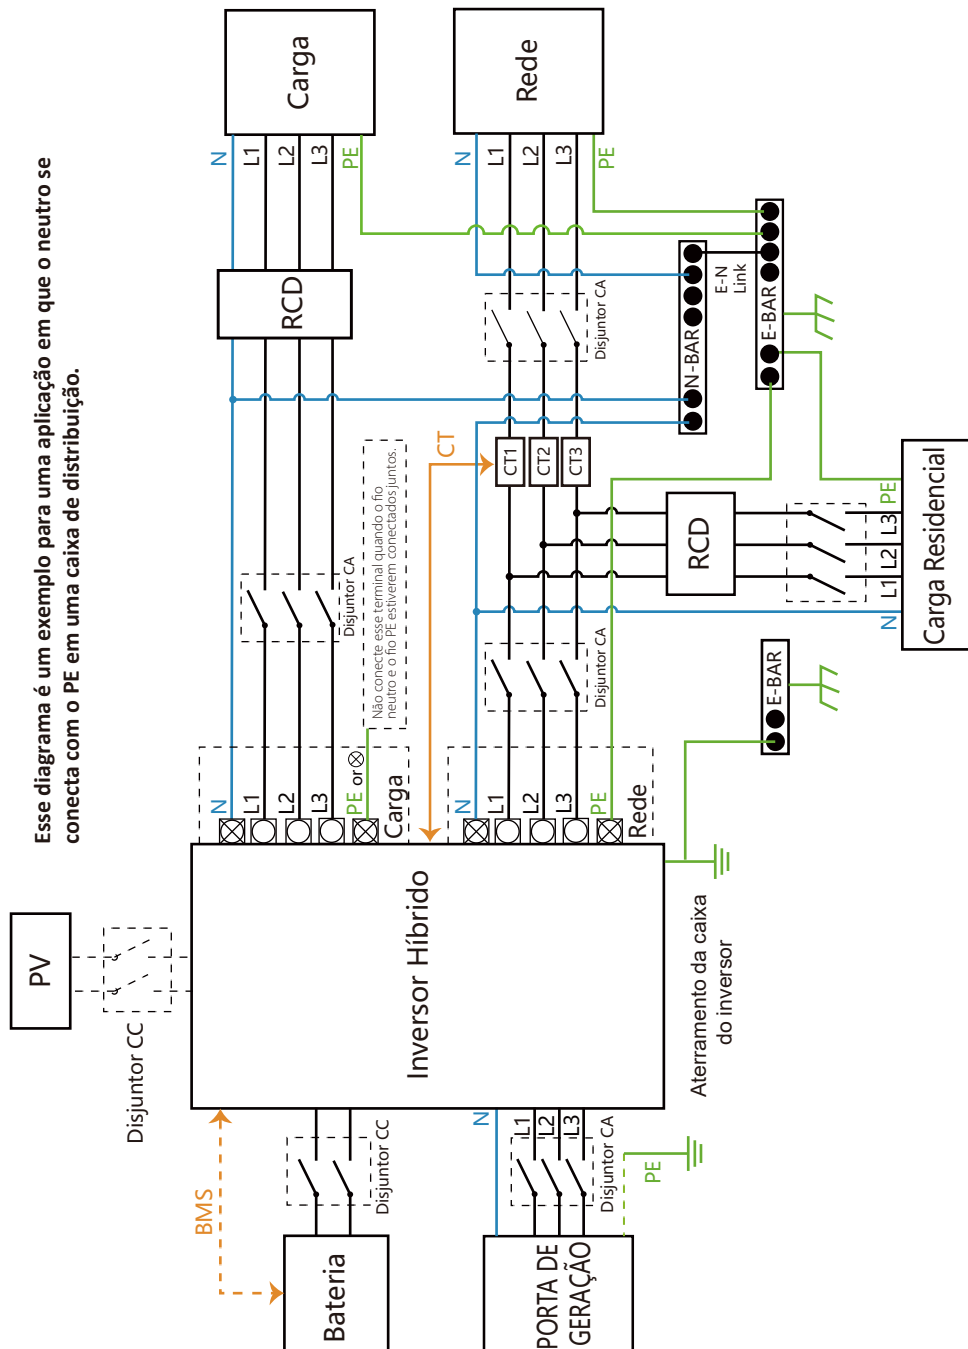 Esse diagrama é um exemplo para uma aplicação em que o neutro se
conecta com o PE em uma caixa de distribuição.
PV
Disjuntor CC
BMS
Bateria
Disjuntor CC
PORTA DE
GERAÇÃO
N
L1
L2
L3
Disjuntor CA
PE
Inversor Híbrido
Aterramento da caixa
do inversor
N
L1
L2
L3
PE or
Carga
Não conecte esse terminal quando o fio
neutro e o fio PE estiverem conectados juntos.
Disjuntor CA
RCD
N
L1
L2
L3
PE
Carga
CT
N
L1
L2
L3
PE
Rede
Disjuntor CA
CT1
CT2
CT3
Disjuntor CA
N
L1
L2
L3
PE
Rede
N-BAR
E-N
Link
E-BAR
RCD
N
L1
L2
L3
PE
Carga Residencial
E-BAR